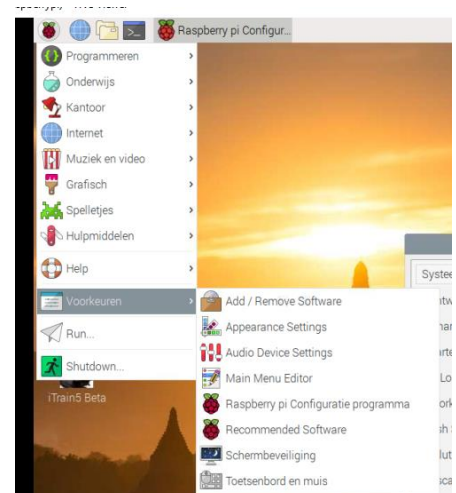 Raspberry pi Configur...
Programmeren
Onderwijs
Kantoor
Internet
Muziek en video
Grafisch
Spelletjes
Hulpmiddelen
Help
Systee
Voorkeuren
Add / Remove Software
Appearance Settings
Run...
Audio Device Settings
Main Menu Editor
Shutdown...
iTrain5 Beta
Raspberry pi Configuratie programma
Recommended Software
Schermbeveiliging
Toetsenbord en muis